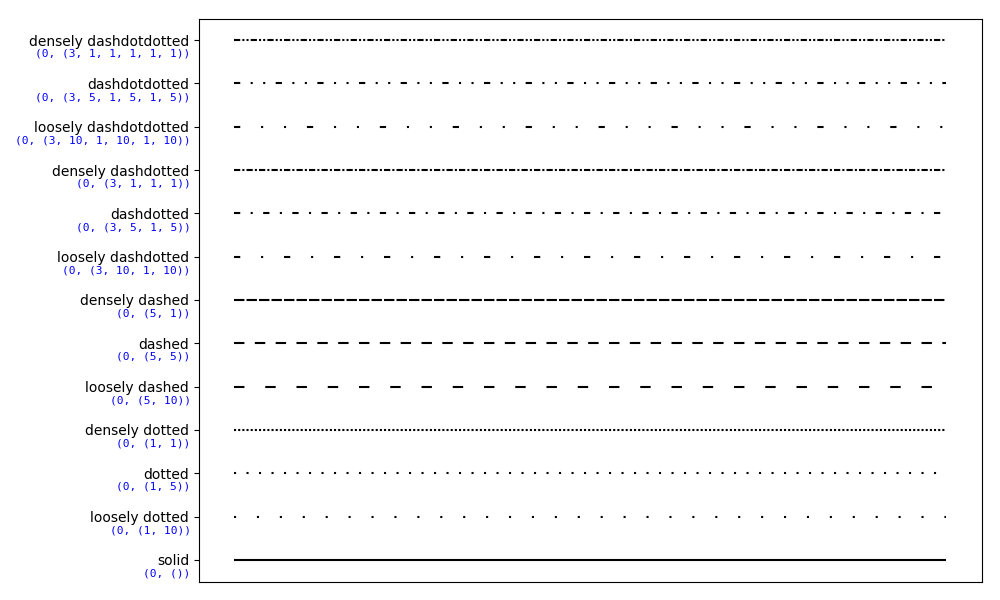 densely dashdotdotted
(0, (3, 1, 1, 1, 1, 1))
dashdotdotted
(0, (3, 5, 1, 5, 1, 5))
loosely dashdotdotted
(0, (3, 10, 1, 10, 1, 10))
densely dashdotted
(0, (3, 1, 1, 1))
dashdotted
(0, (3, 5, 1, 5))
loosely dashdotted
(0, (3, 10, 1, 10))
densely dashed
(0, (5, 1))
dashed
(0, (5, 5))
loosely dashed
(0, (5, 10))
densely dotted
(0, (1, 1))
dotted
(0, (1, 5))
loosely dotted
(0, (1, 10))
solid
(0, ())